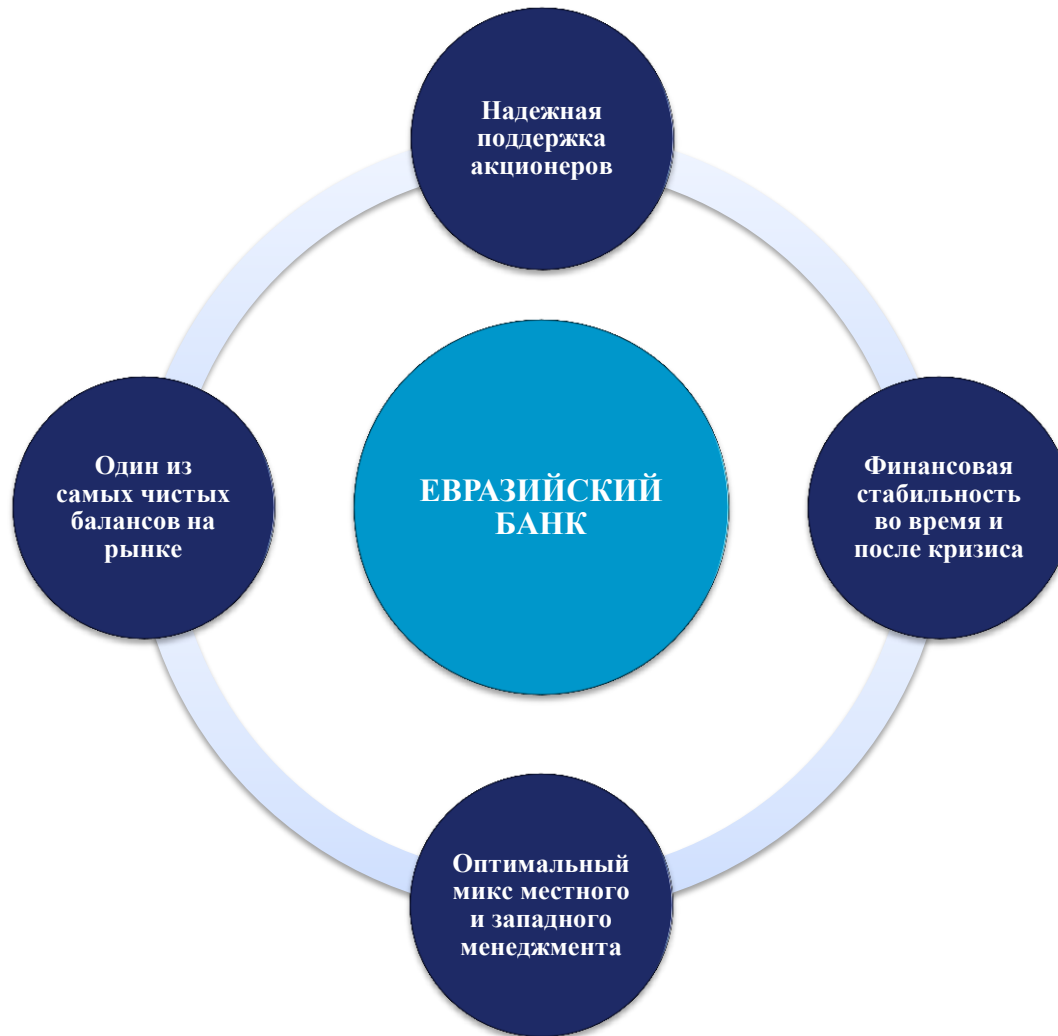 Надежная
поддержка
акционеров
Один из
самых чистых
балансов на
рынке
ЕВРАЗИЙСКИЙ
БАНК
Финансовая
стабильность
во время и
после кризиса
Оптимальный
микс местного
и западного
менеджмента